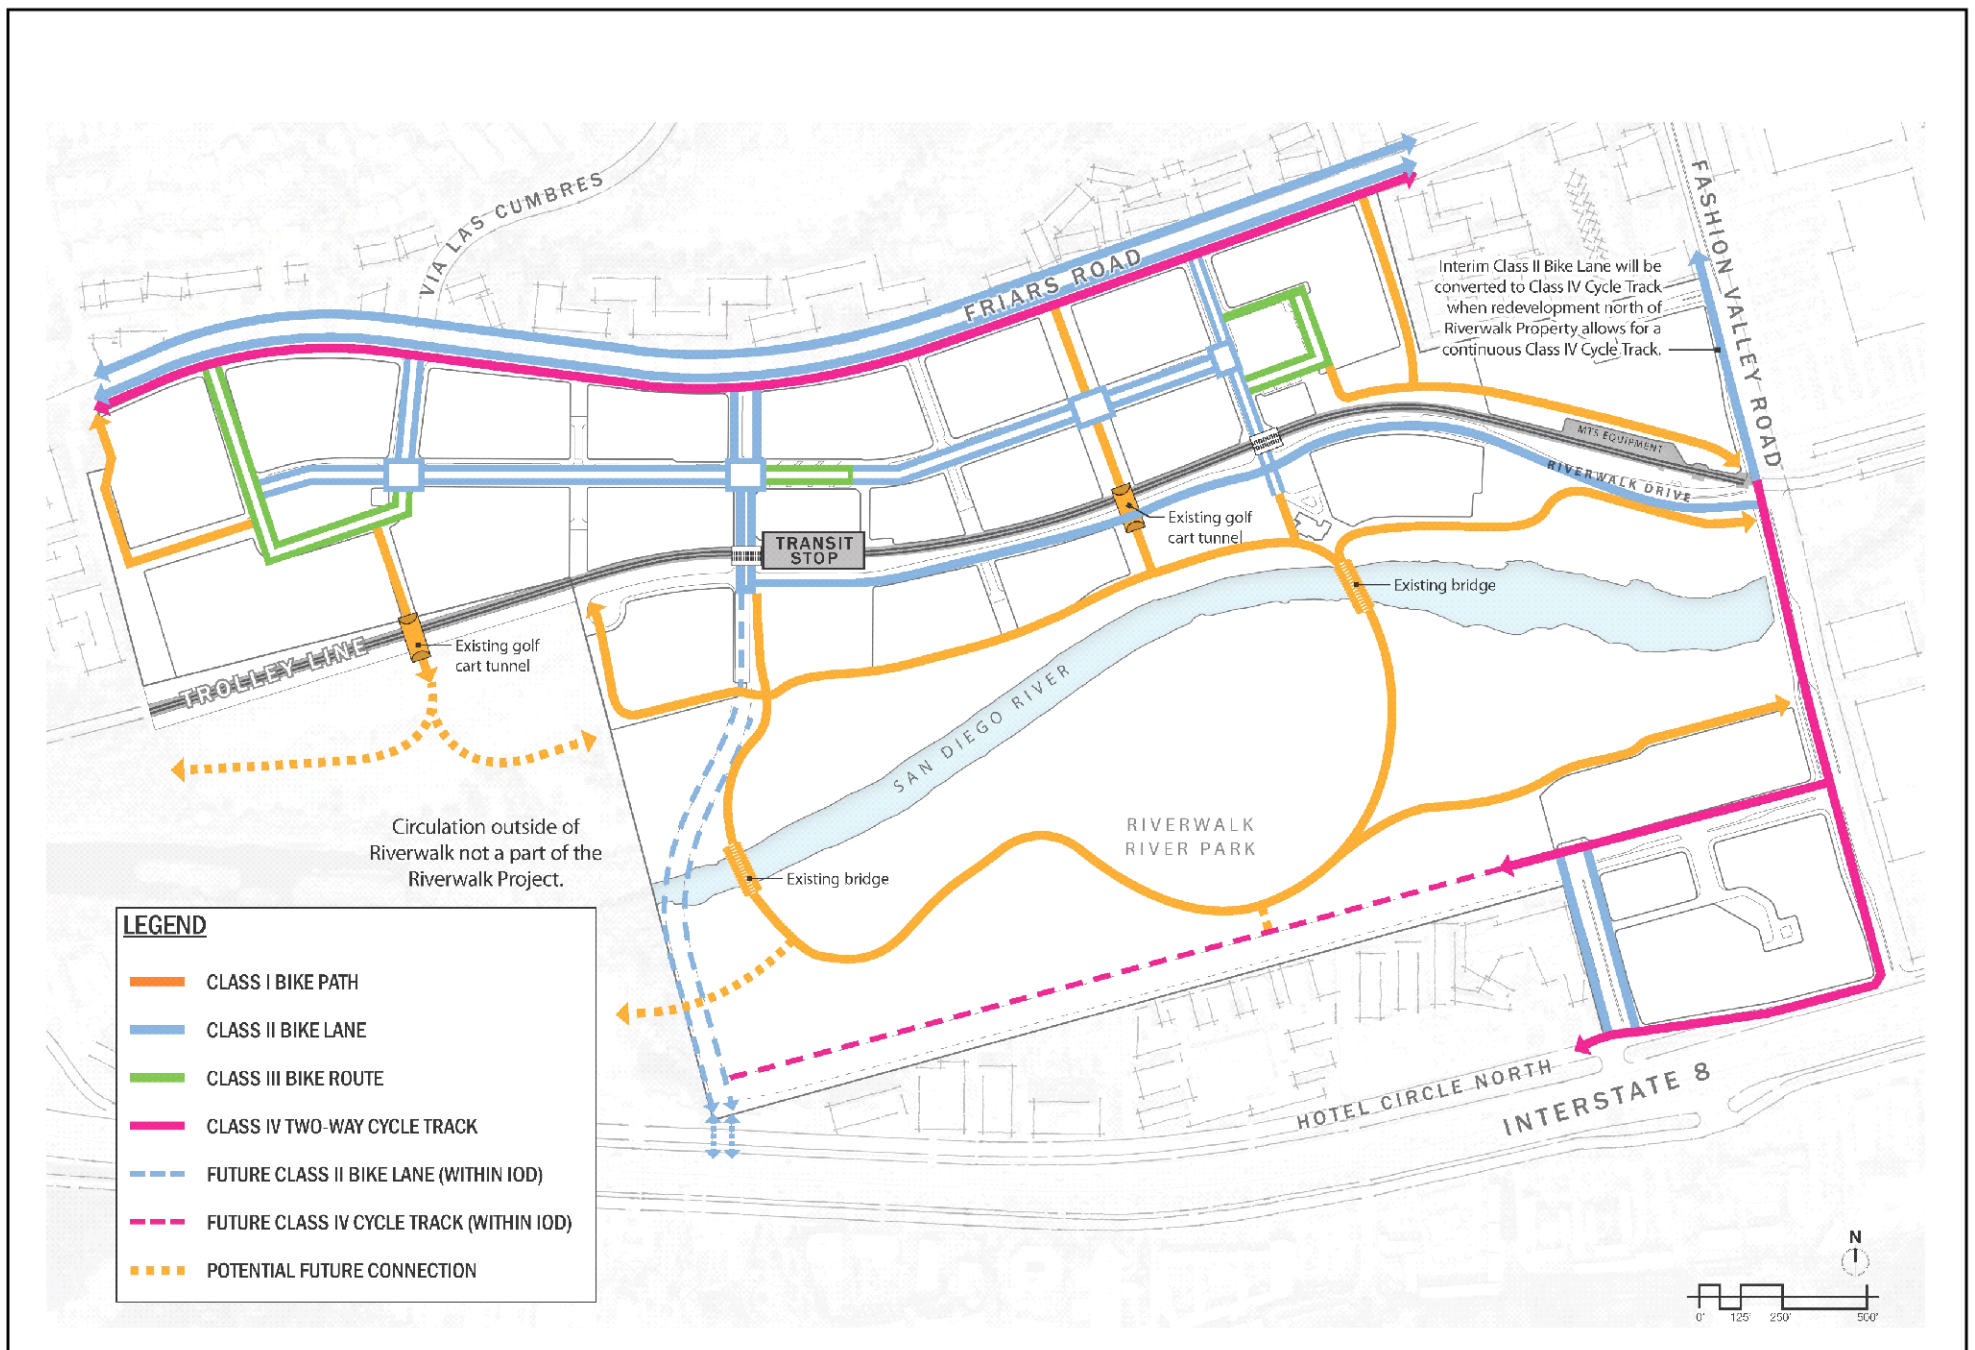 VIA LAS CUMBRES
FRIARS ROAD
FASHION VALLEY ROAD
Interim Class II Bike Lane will be
converted to Class IV Cycle Track
when redevelopment north of
Riverwalk Property allows for a
continuous Class IV Cycle Track.
MTS EQUIPMENT
RIVERWALK DRIVE
Existing golf
cart tunnel
TRANSIT
STOP
Existing bridge
Existing golf
cart tunnel
TROLLEY LINE
SAN DIEGO RIVER
RIVERWALK
RIVER PARK
Circulation outside of
Riverwalk not a part of the
Riverwalk Project.
Existing bridge
LEGEND
CLASS I BIKE PATH
CLASS II BIKE LANE
CLASS III BIKE ROUTE
CLASS IV TWO-WAY CYCLE TRACK
FUTURE CLASS II BIKE LANE (WITHIN IOD)
FUTURE CLASS IV CYCLE TRACK (WITHIN IOD)
POTENTIAL FUTURE CONNECTION
HOTEL CIRCLE NORTH
INTERSTATE 8
N
0' 125' 250' 500'